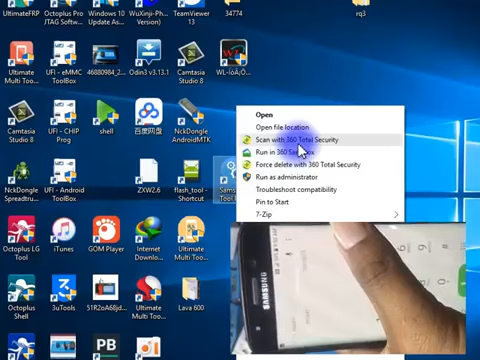 UltimateFRP
Octoplus Pro
JTAG Softw...
Windows 10
Update As...
WuXinji-Ph...
TeamViewer
13
34774
rq3
Ultimate
Multi Tool...
UFI - eMMC
ToolBox
46880984_2...
Odin3 v3.13.1
Camtasia
Studio 8
Camtasia
Studio 8
UFI - CHIP
Prog
shell
百度网盘
NckDongle
AndroidMTK
NckDongle
Spreadtru...
UFI - Android
ToolBox
ZXW2.6
flash_tool -
Shortcut
Sams
Tool
Octopus LG
Tool
iTunes
GOM Player
Internet
Downlo...
Ultimate
Multi Too...
Octoplus
Shell
3uTools
51R2oA68jd...
Ultimate
Multi Too...
Lava 600
PB
Open
Open file location
Scan with 360 Total Security
Run in 360
Force delete with 360 Total Security
Run as administrator
Troubleshoot compatibility
Pin to Start
7-Zip
SAMSUNG